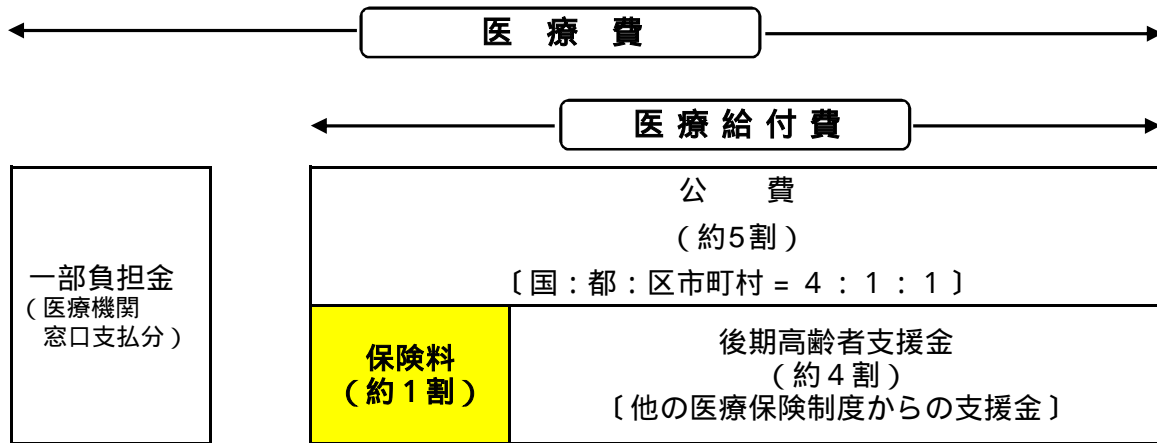 医療費
医療給付費
一部負担金
（医療機関
窓口支払分）
公　　費
（約5割）
〔国：都：区市町村＝４：１：１〕
保険料
（約１割）
後期高齢者支援金
（約４割）
〔他の医療保険制度からの支援金〕